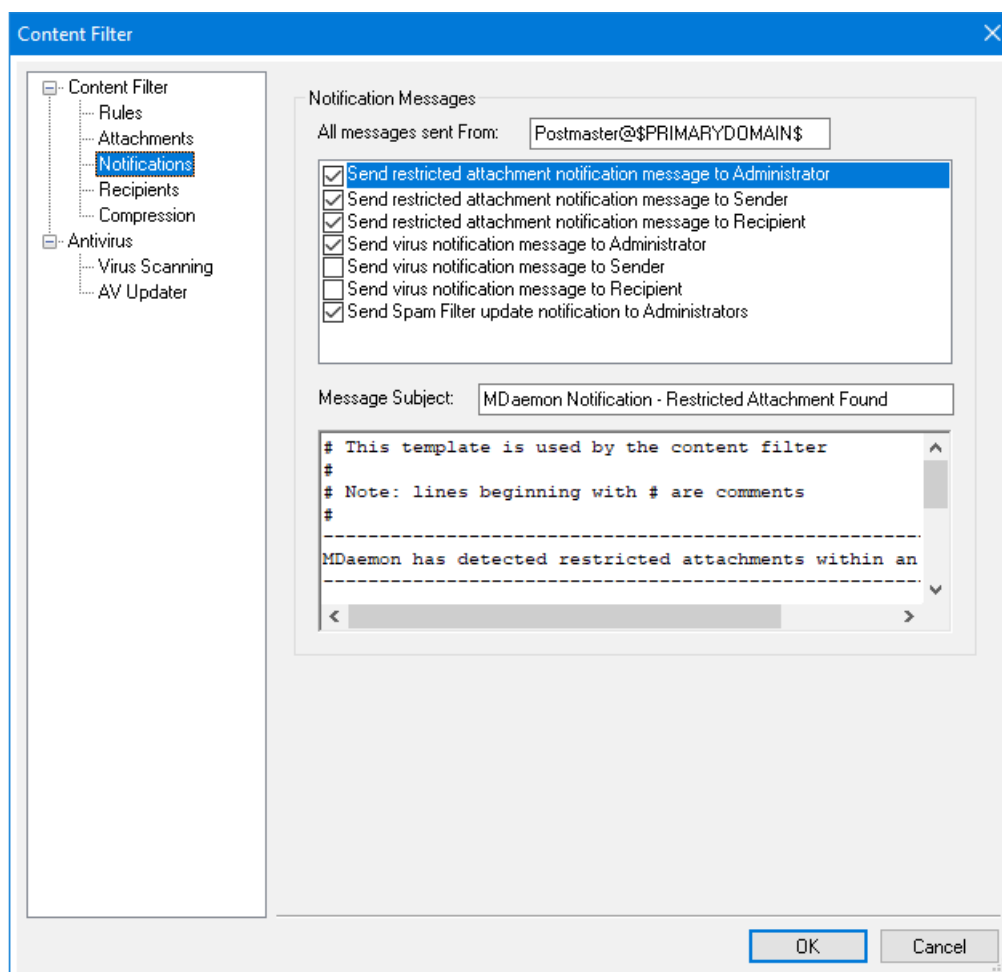 Content Filter
Content Filter
Rules
Attachments
Notifications
Recipients
Compression
Antivirus
Virus Scanning
AV Updater
Notification Messages
All messages sent From: Postmaster@$PRIMARYDOMAIN$
Send restricted attachment notification message to Administrator
Send restricted attachment notification message to Sender
Send restricted attachment notification message to Recipient
Send virus notification message to Administrator
Send virus notification message to Sender
Send virus notification message to Recipient
Send Spam Filter update notification to Administrators
Message Subject: MDaemon Notification - Restricted Attachment Found
# This template is used by the content filter
#
# Note: lines beginning with # are comments
#
------------------------------------------------------
MDaemon has detected restricted attachments within an
------------------------------------------------------
OK Cancel